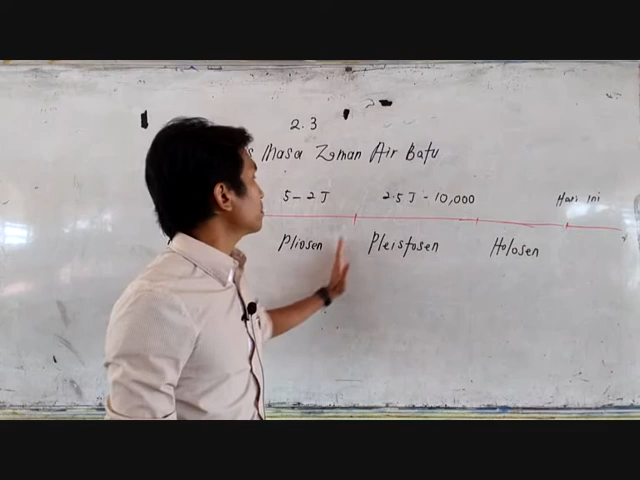 2.3
Masa Zaman Air Batu
5 - 2 J 2.5 J - 10,000 Hari ini
Pliosen Pleistosen Holosen